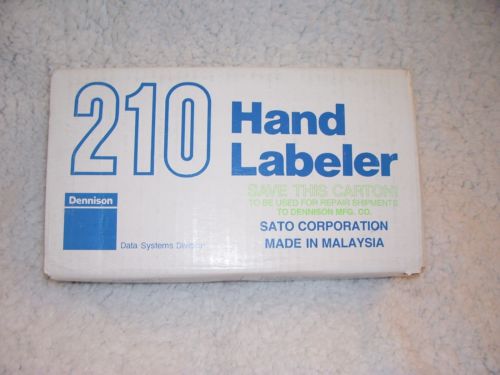 210
Hand
Labeler
SAVE THIS CARTON!
TO BE USED FOR REPAIR SHIPMENTS
TO DENNISON MFG. CO.
Dennison
Data Systems Division
SATO CORPORATION
MADE IN MALAYSIA